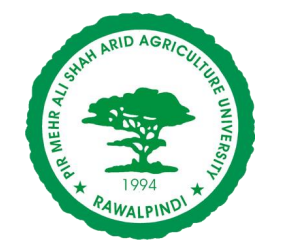 PIR MEHR ALI SHAH ARID AGRICULTURE UNIVERSITY
1994
RAWALPINDI